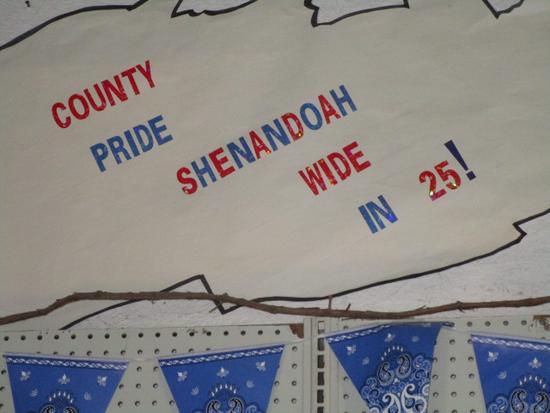 COUNTY
PRIDE
SHENANDOAH
WIDE
IN 25!